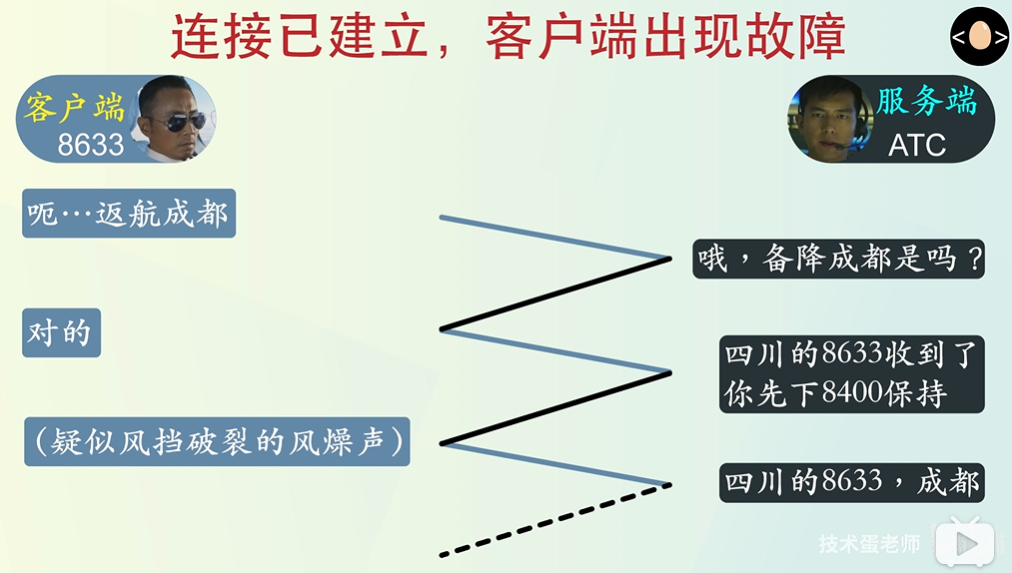 连接已建立，客户端出现故障
< >
客户端
8633
服务端
ATC
呃…返航成都
哦，备降成都是吗？
对的
四川的8633收到了
你先下8400保持
（疑似风挡破裂的风燥声）
四川的8633，成都
技术蛋老师